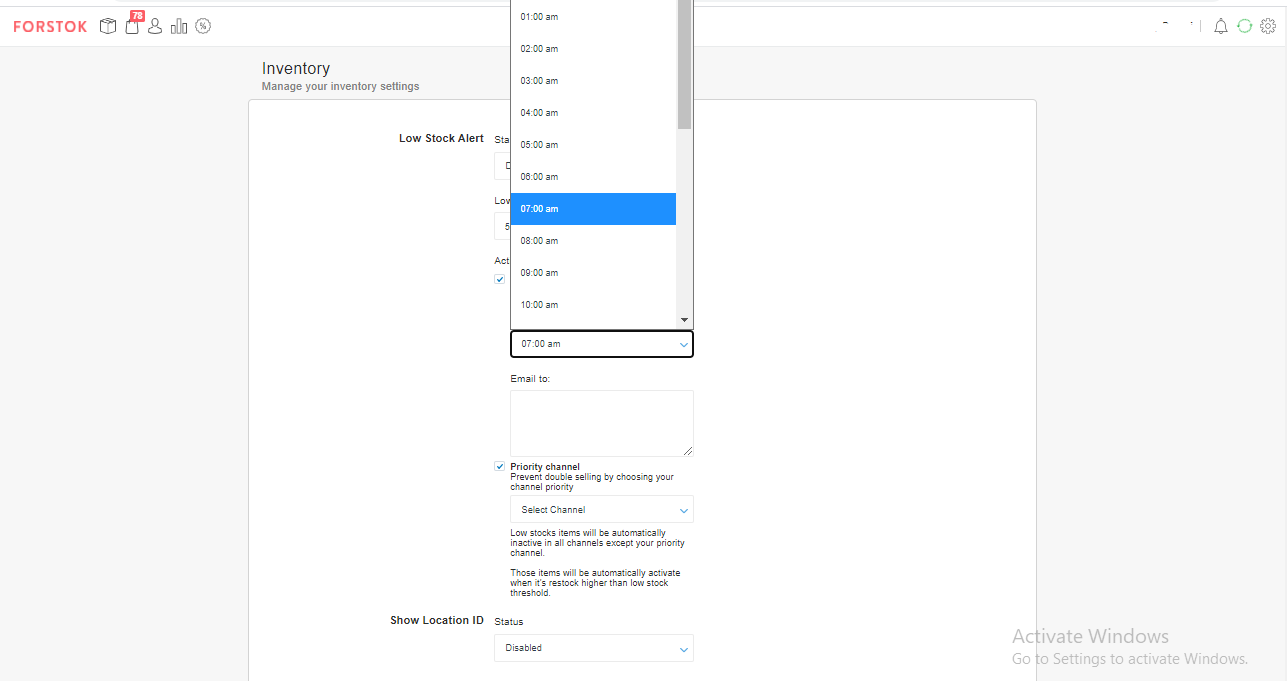 FORSTOK
78
Inventory
Manage your inventory settings
Low Stock Alert
Sta
D
Low
5
Act
01:00 am
02:00 am
03:00 am
04:00 am
05:00 am
06:00 am
07:00 am
08:00 am
09:00 am
10:00 am
07:00 am
Email to:
Priority channel
Prevent double selling by choosing your
channel priority
Select Channel
Low stocks items will be automatically
inactive in all channels except your priority
channel.
Those items will be automatically activate
when it's restock higher than low stock
threshold.
Show Location ID
Status
Disabled
Activate Windows
Go to Settings to activate Windows.